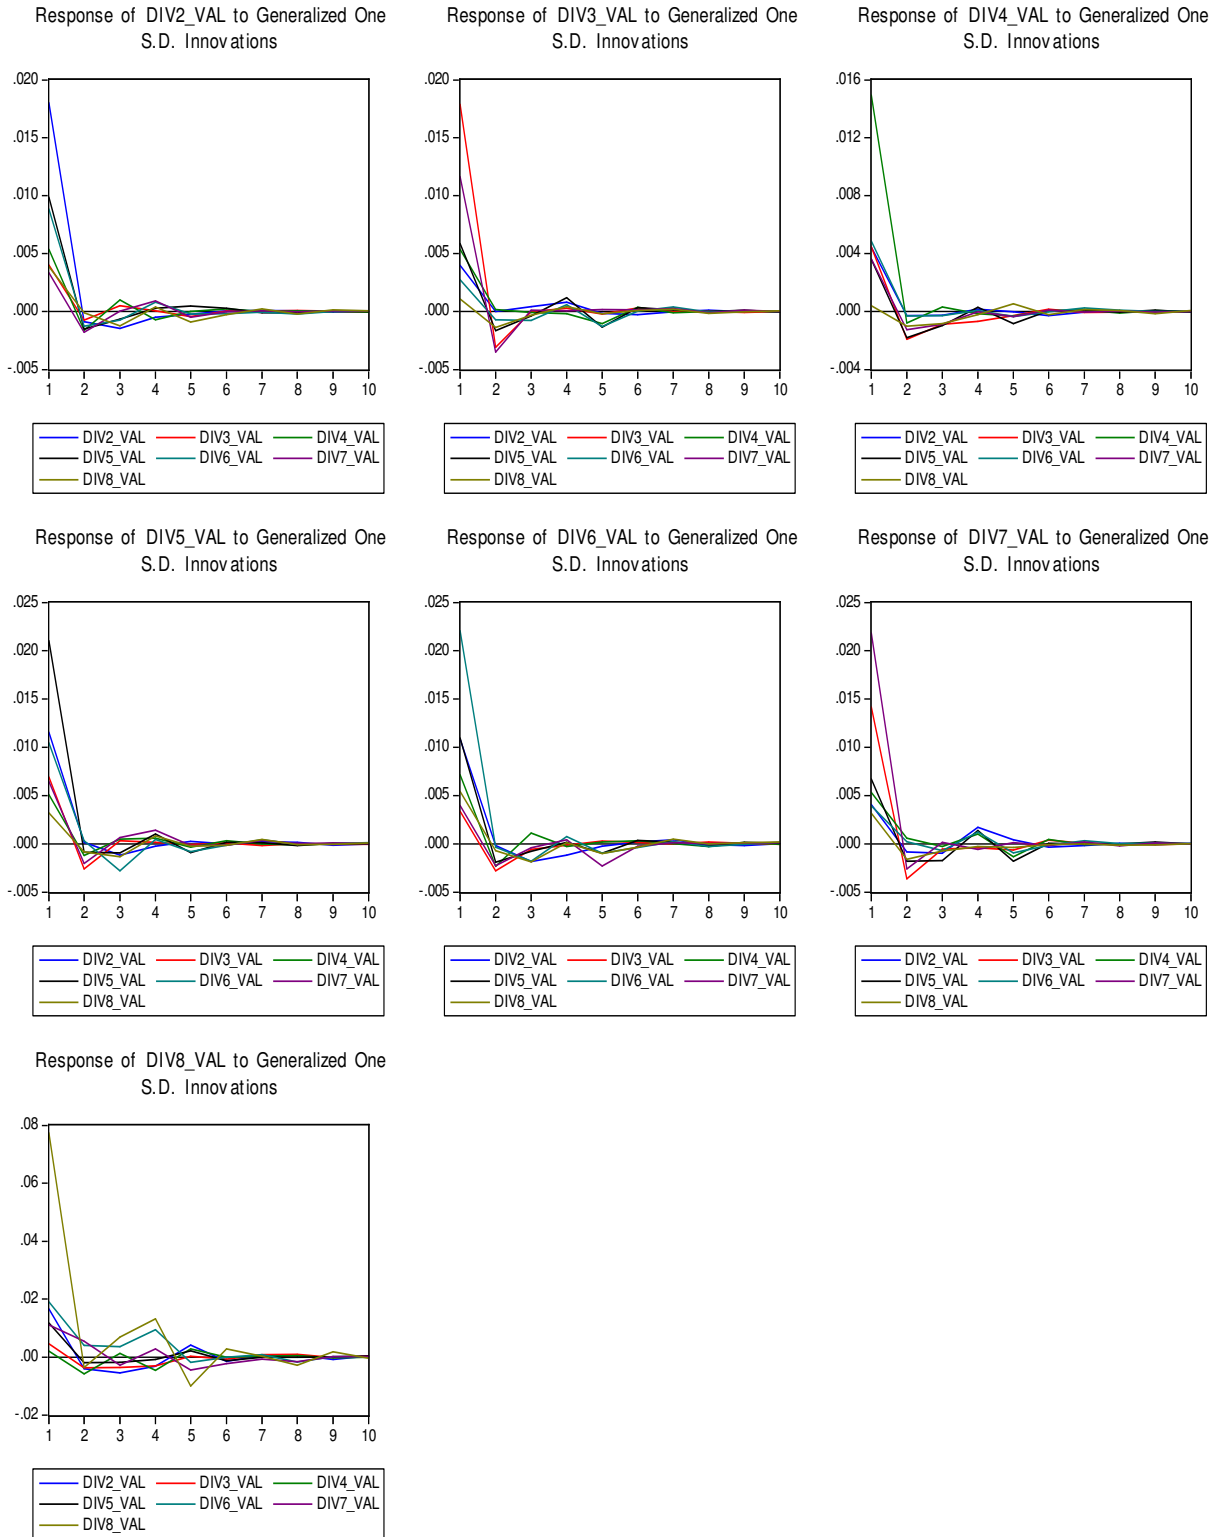 Response of DIV2_VAL to Generalized One
S.D. Innovations
.020
.015
.010
.005
.000
-.005
1 2 3 4 5 6 7 8 9 10
DIV2_VAL DIV3_VAL DIV4_VAL
DIV5_VAL DIV6_VAL DIV7_VAL
DIV8_VAL
Response of DIV3_VAL to Generalized One
S.D. Innovations
.020
.015
.010
.005
.000
-.005
1 2 3 4 5 6 7 8 9 10
DIV2_VAL DIV3_VAL DIV4_VAL
DIV5_VAL DIV6_VAL DIV7_VAL
DIV8_VAL
Response of DIV4_VAL to Generalized One
S.D. Innovations
.016
.012
.008
.004
.000
-.004
1 2 3 4 5 6 7 8 9 10
DIV2_VAL DIV3_VAL DIV4_VAL
DIV5_VAL DIV6_VAL DIV7_VAL
DIV8_VAL
Response of DIV5_VAL to Generalized One
S.D. Innovations
.025
.020
.015
.010
.005
.000
-.005
1 2 3 4 5 6 7 8 9 10
DIV2_VAL DIV3_VAL DIV4_VAL
DIV5_VAL DIV6_VAL DIV7_VAL
DIV8_VAL
Response of DIV6_VAL to Generalized One
S.D. Innovations
.025
.020
.015
.010
.005
.000
-.005
1 2 3 4 5 6 7 8 9 10
DIV2_VAL DIV3_VAL DIV4_VAL
DIV5_VAL DIV6_VAL DIV7_VAL
DIV8_VAL
Response of DIV7_VAL to Generalized One
S.D. Innovations
.025
.020
.015
.010
.005
.000
-.005
1 2 3 4 5 6 7 8 9 10
DIV2_VAL DIV3_VAL DIV4_VAL
DIV5_VAL DIV6_VAL DIV7_VAL
DIV8_VAL
Response of DIV8_VAL to Generalized One
S.D. Innovations
.08
.06
.04
.02
.00
-.02
1 2 3 4 5 6 7 8 9 10
DIV2_VAL DIV3_VAL DIV4_VAL
DIV5_VAL DIV6_VAL DIV7_VAL
DIV8_VAL